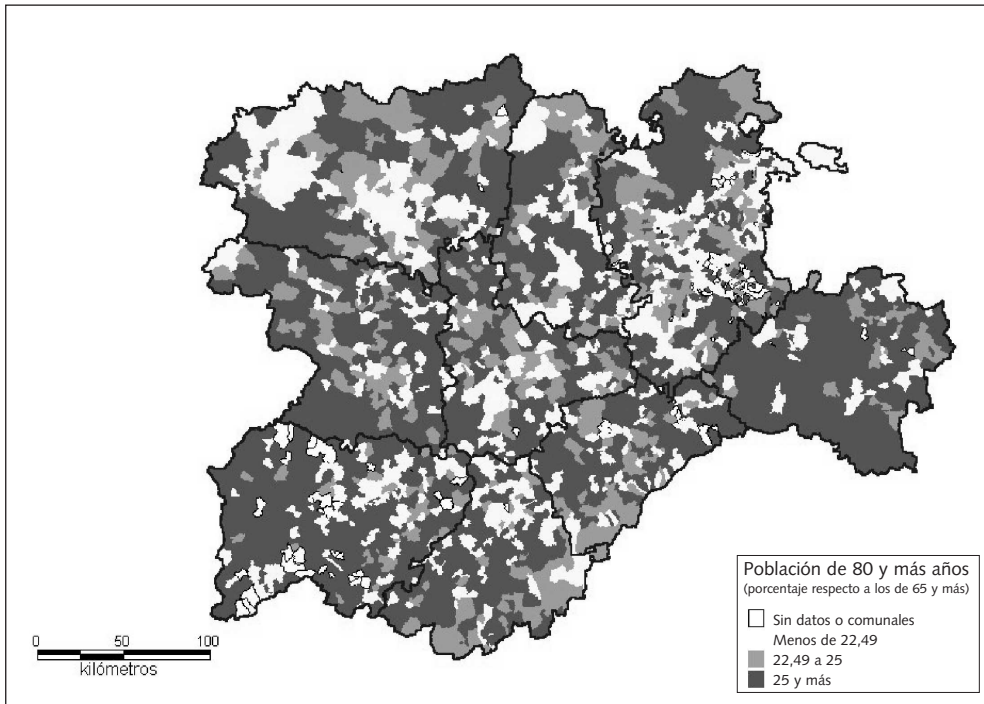 0 50 100
kilómetros
Población de 80 y más años
(porcentaje respecto a los de 65 y más)
Sin datos o comunales
Menos de 22,49
22,49 a 25
25 y más